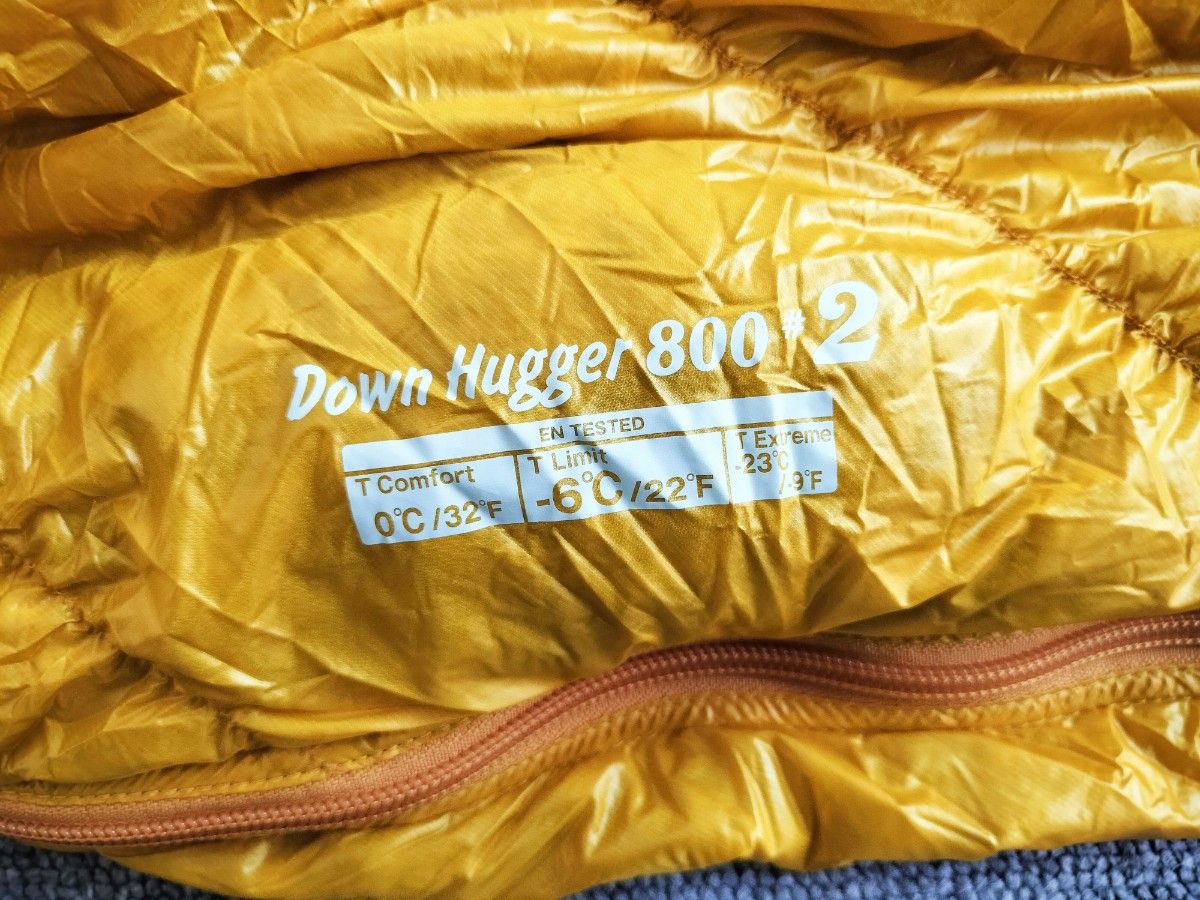 Down Hugger 800 #2
EN TESTED
T Comfort
0°C/32°F
T Limit
-6°C/22°F
T Extreme
-23°C
/-9°F